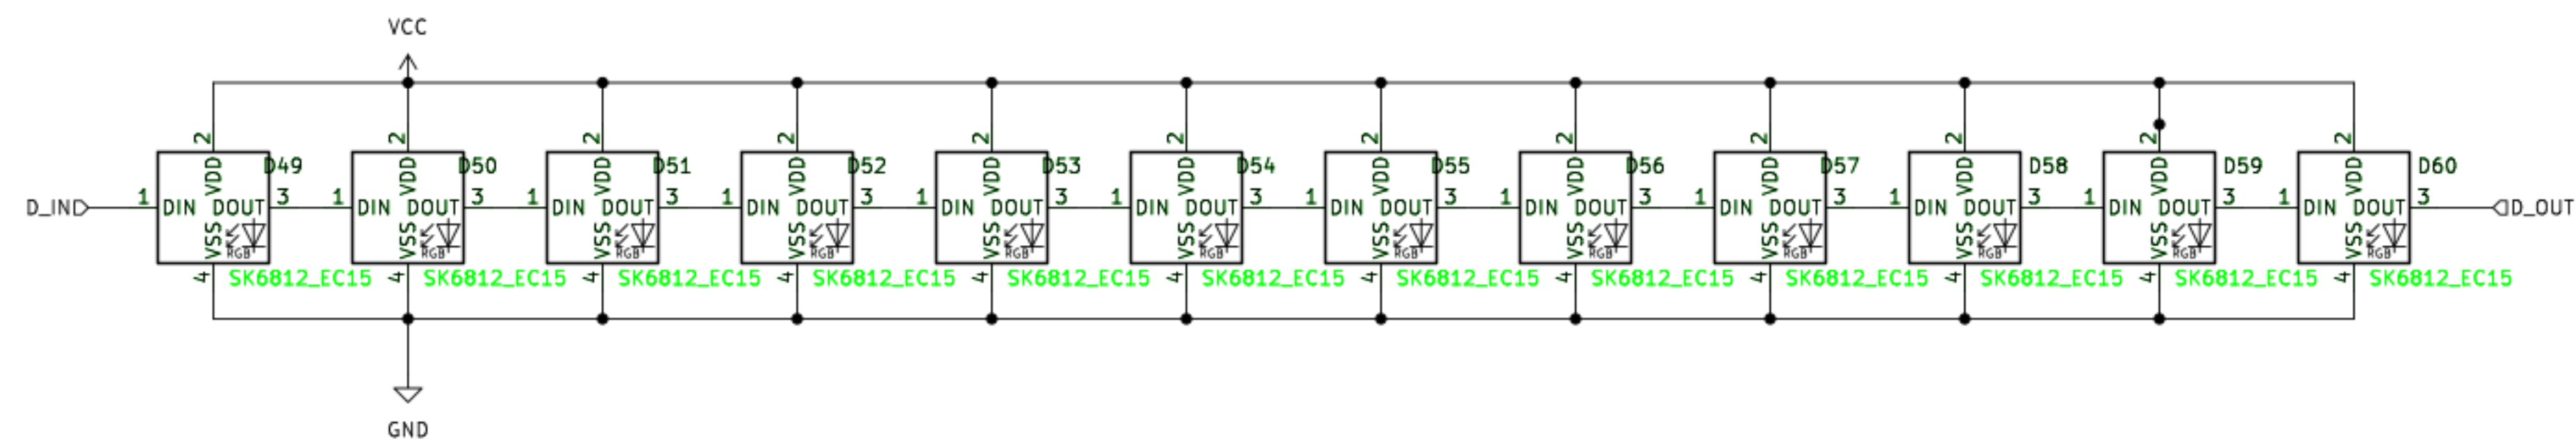 VCC
2 2 2 2 2 2 2 2 2 2 2 2
D49 D50 D51 D52 D53 D54 D55 D56 D57 D58 D59 D60
VDD VDD VDD VDD VDD VDD VDD VDD VDD VDD VDD VDD
D_IN 1 DIN DOUT 3 1 DIN DOUT 3 1 DIN DOUT 3 1 DIN DOUT 3 1 DIN DOUT 3 1 DIN DOUT 3 1 DIN DOUT 3 1 DIN DOUT 3 1 DIN DOUT 3 1 DIN DOUT 3 1 DIN DOUT 3 1 DIN DOUT 3 D_OUT
VSS VSS VSS VSS VSS VSS VSS VSS VSS VSS VSS VSS
RGB RGB RGB RGB RGB RGB RGB RGB RGB RGB RGB RGB
4 SK6812_EC15 4 SK6812_EC15 4 SK6812_EC15 4 SK6812_EC15 4 SK6812_EC15 4 SK6812_EC15 4 SK6812_EC15 4 SK6812_EC15 4 SK6812_EC15 4 SK6812_EC15 4 SK6812_EC15 4 SK6812_EC15
GND